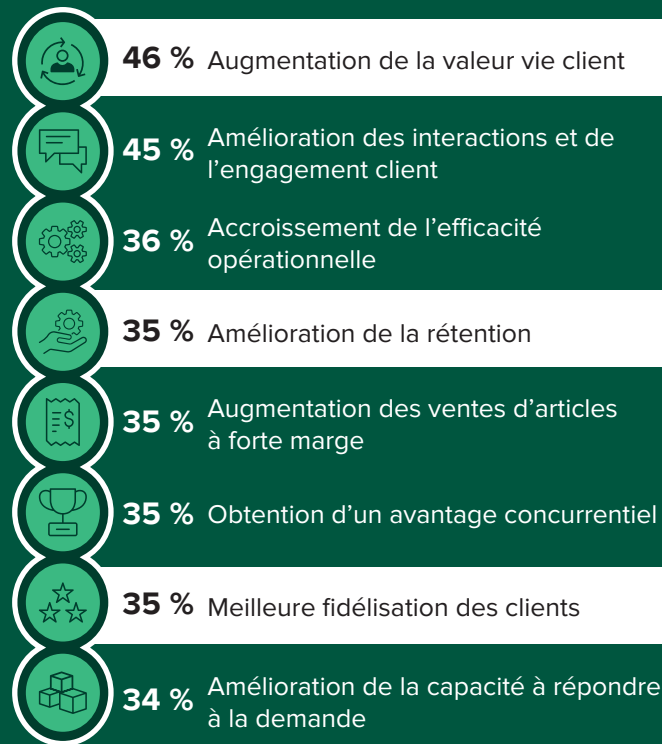 46 % Augmentation de la valeur vie client
45 % Amélioration des interactions et de
l’engagement client
36 % Accroissement de l’efficacité
opérationnelle
35 % Amélioration de la rétention
35 % Augmentation des ventes d’articles
à forte marge
35 % Obtention d’un avantage concurrentiel
35 % Meilleure fidélisation des clients
34 % Amélioration de la capacité à répondre
à la demande